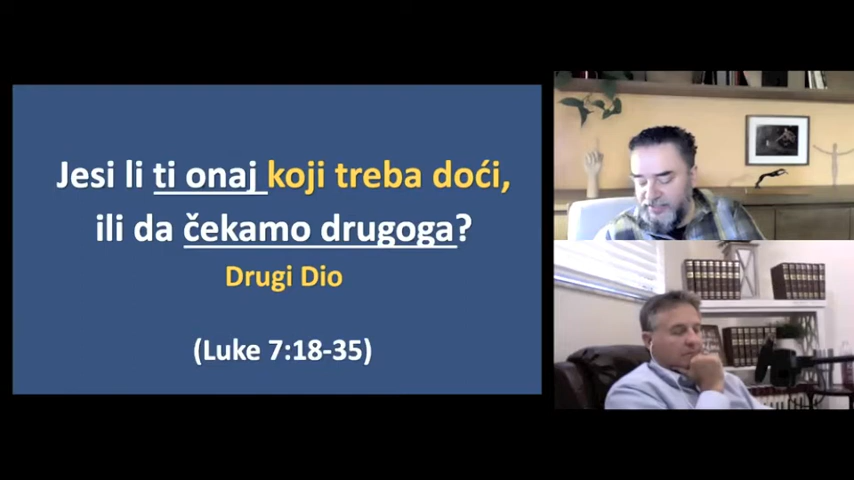 Jesi li ti onaj koji treba doći,
ili da čekamo drugoga?
Drugi Dio
(Luke 7:18-35)